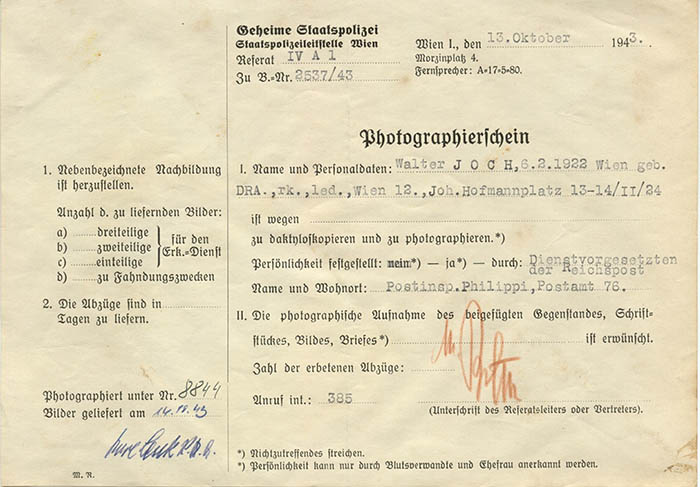 Geheime Staatspolizei
Staatspolizeileitstelle Wien
Referat IV A 1
Zu B.=Nr. 2537/43
Wien I., den 13.Oktober 1943.
Morzinplatz 4.
Fernsprecher: A=17=5=80.
Photographierschein
1. Nebenbezeichnete Nachbildung
ist herzustellen.
Anzahl d. zu liefernden Bilder:
a) ........ dreiteilige
b) ........ zweiteilige
c) ........ einteilige
für den
Erk.=Dienst
d) ........ zu Fahndungszwecken
2. Die Abzüge sind in ........
Tagen zu liefern.
Photographiert unter Nr. 8844
Bilder geliefert am
M. R.
I. Name und Personaldaten: Walter J O C H,6.2.1922 Wien geb.
DRA.,rk.,led.,Wien 12.,Joh.Hofmannplatz 13-14/II/24
ist wegen ........
zu daktyloskopieren und zu photographieren.*)
Persönlichkeit festgestellt: nein*) — ja*) — durch: Dienstvorgesetzten
der Reichspost
Name und Wohnort: Postinsp.Philippi,Postamt 76.
II. Die photographische Aufnahme des beigefügten Gegenstandes, Schrift-
stückes, Bildes, Briefes*) ........ ist erwünscht.
Zahl der erbetenen Abzüge: ........
Anruf int.: 385
(Unterschrift des Referatsleiters oder Vertreters).
*) Nichtzutreffendes streichen.
*) Persönlichkeit kann nur durch Blutsverwandte und Ehefrau anerkannt werden.